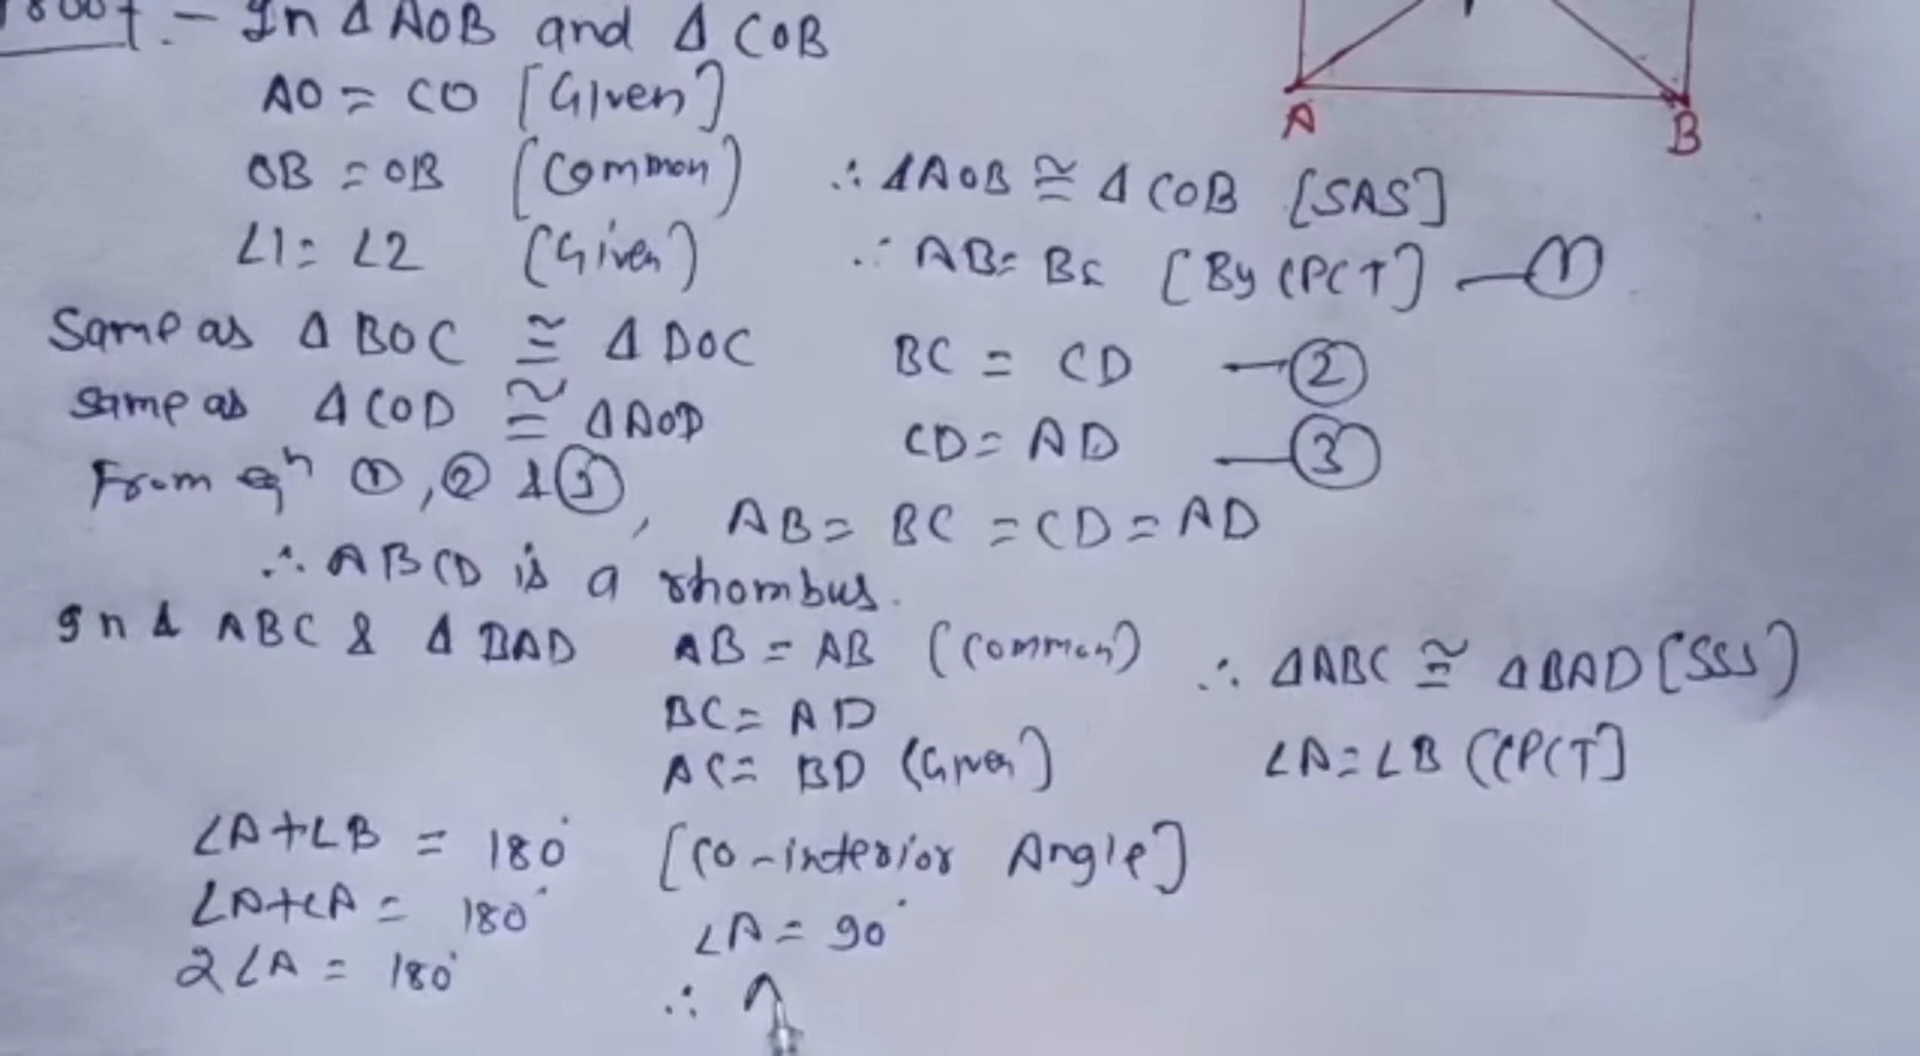 In Δ AOB and Δ COB
A
B
AO = CO [Given]
OB = OB (Common) ∴ ΔAOB ≅ Δ COB [SAS]
∠1 = ∠2 (Given) ∴ AB = BC [By CPCT] — ①
Same as Δ BOC ≅ Δ DOC BC = CD — ②
Same as Δ COD ≅ Δ AOD CD = AD — ③
From eqn ①, ② & ③, AB = BC = CD = AD
∴ ABCD is a rhombus.
In Δ ABC & Δ BAD AB = AB (Common) ∴ ΔABC ≅ ΔBAD [SSS)
BC = AD
AC = BD (Given) ∠A = ∠B (CPCT]
∠A + ∠B = 180° [Co-interior Angle]
∠A + ∠A = 180° ∠A = 90°
2∠A = 180°
∴